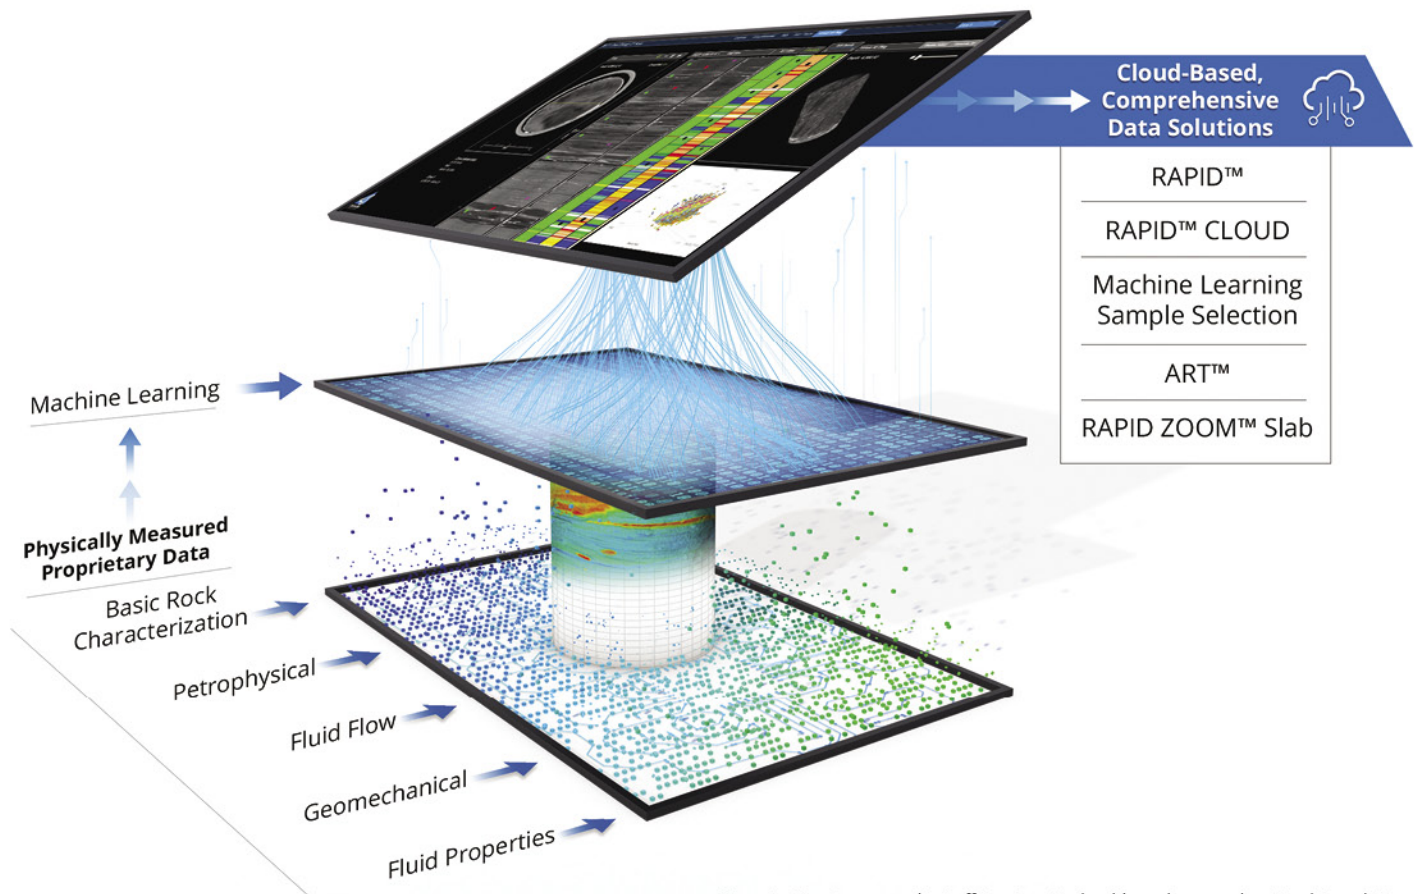 Cloud-Based,
Comprehensive
Data Solutions
RAPID™
RAPID™ CLOUD
Machine Learning
Sample Selection
ART™
RAPID ZOOM™ Slab
Machine Learning
Physically Measured
Proprietary Data
Basic Rock
Characterization
Petrophysical
Fluid Flow
Geomechanical
Fluid Properties